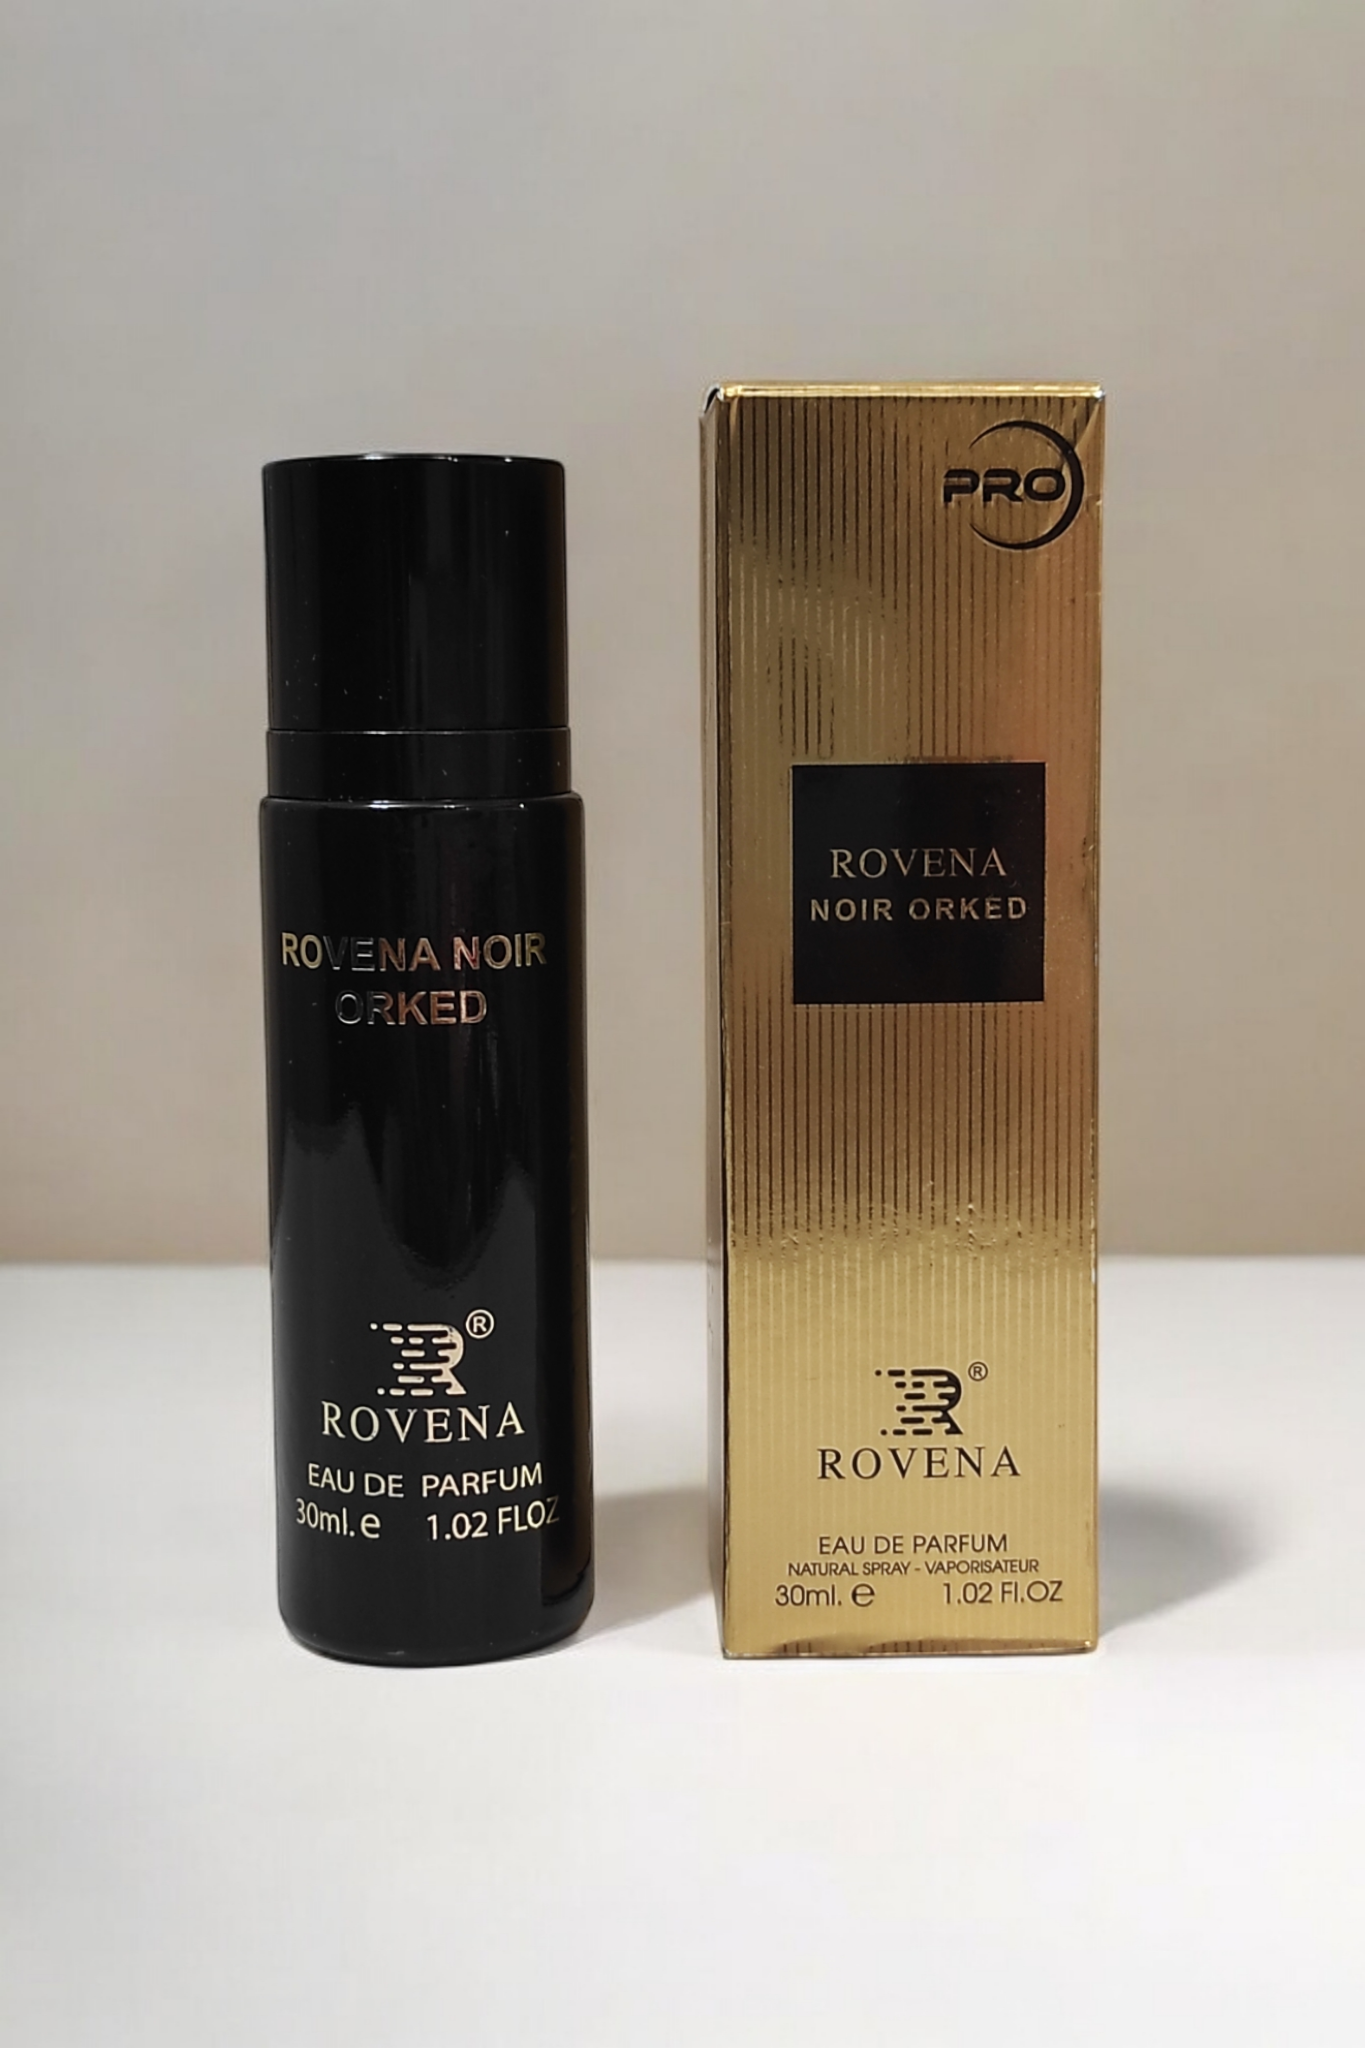 ROVENA NOIR
ORKED
R®
ROVENA
EAU DE PARFUM
30ml. e 1.02 FLOZ
PRO
ROVENA
NOIR ORKED
R®
ROVENA
EAU DE PARFUM
NATURAL SPRAY - VAPORISATEUR
30ml. e 1.02 Fl.OZ